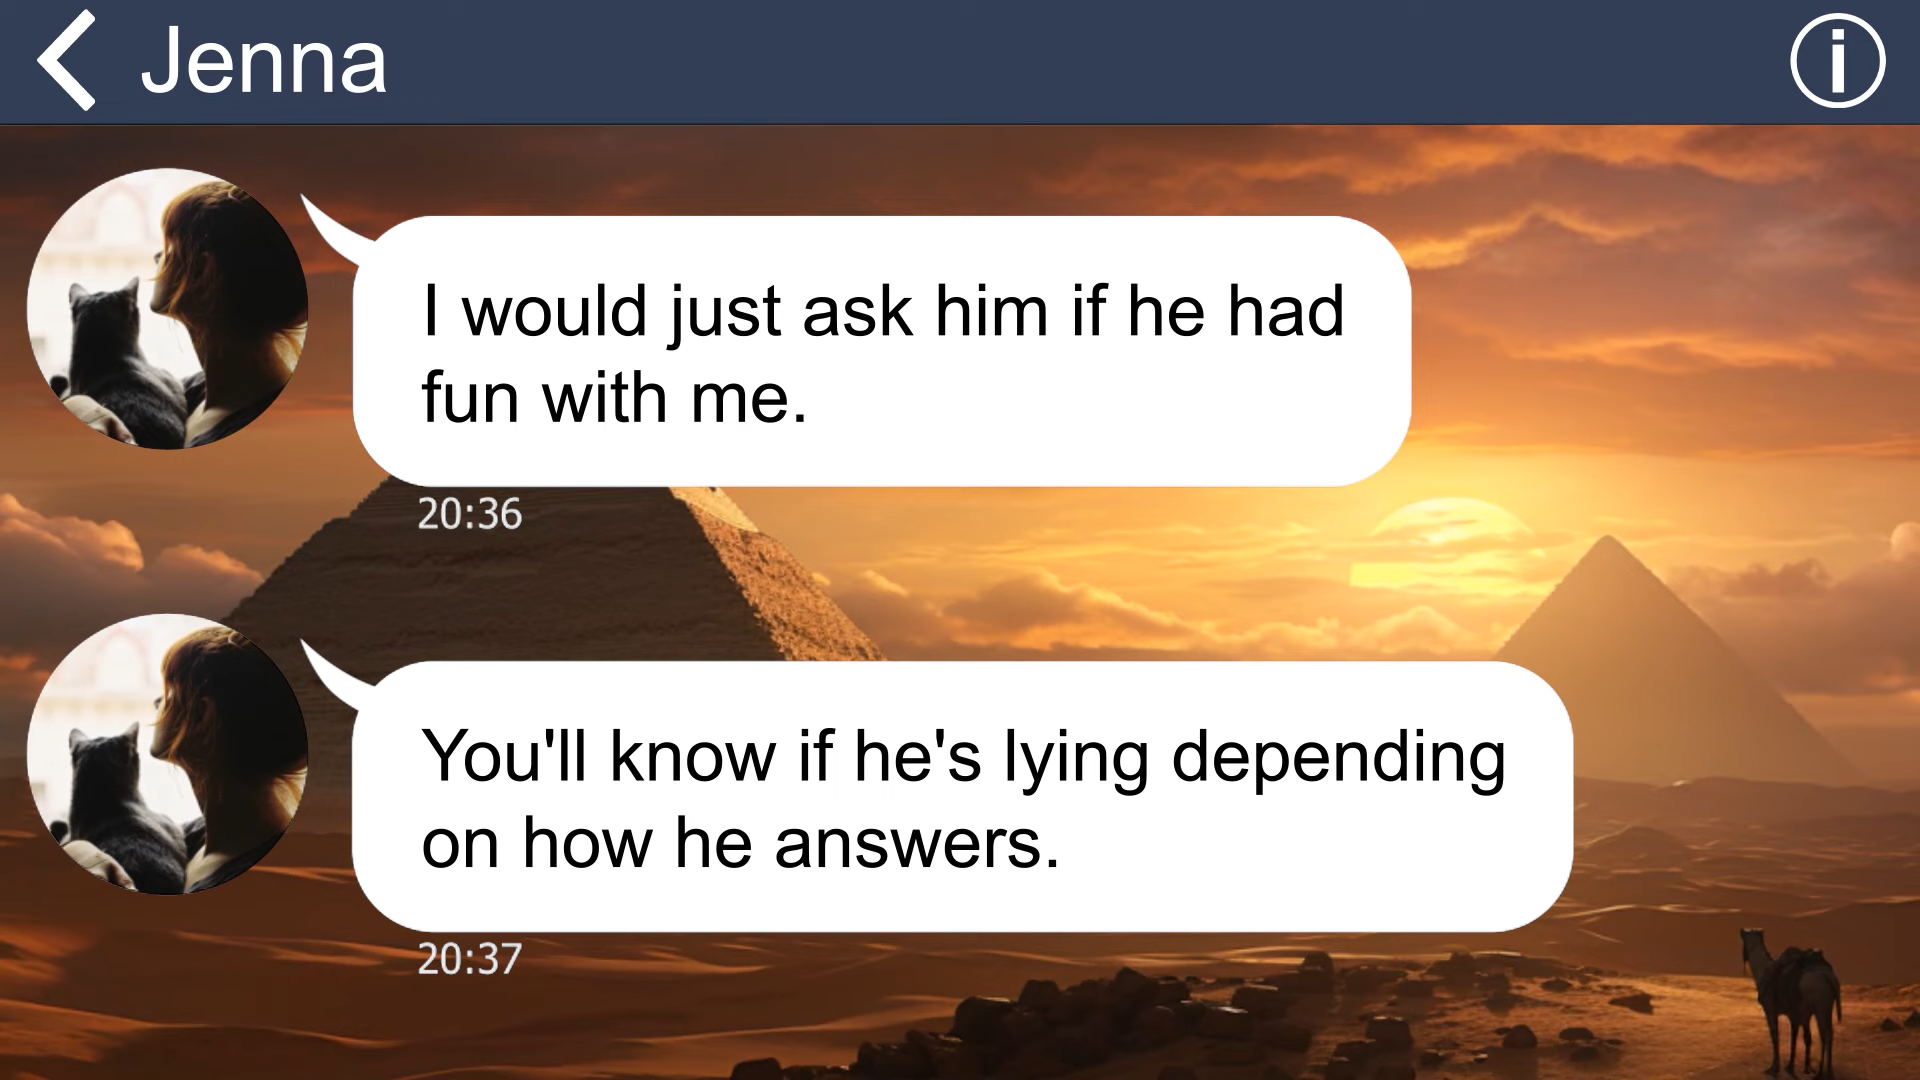 Jenna
I would just ask him if he had
fun with me.
20:36
You'll know if he's lying depending
on how he answers.
20:37